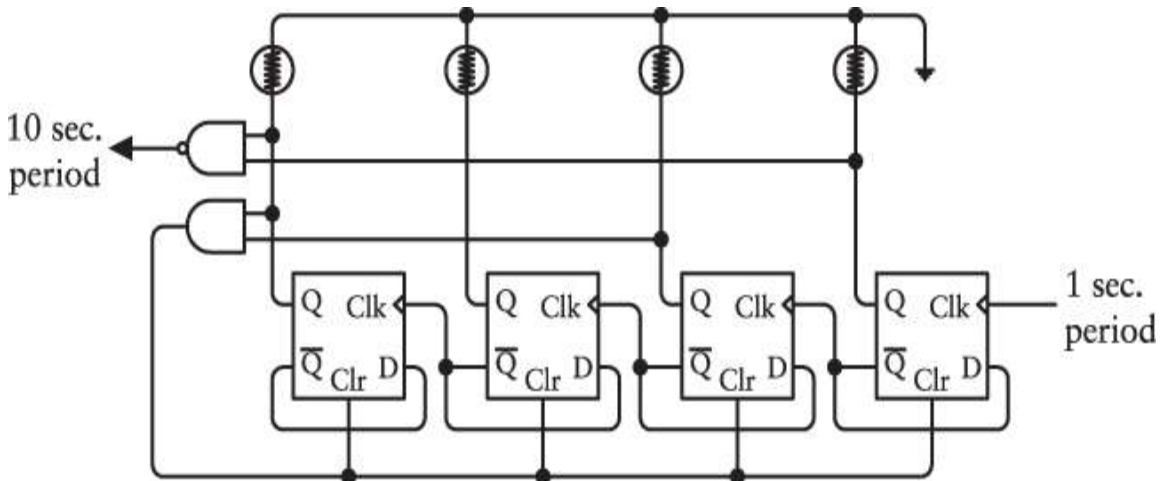 10 sec.
period
Q Clk
Q̅ Clr D
Q Clk
Q̅ Clr D
Q Clk
Q̅ Clr D
Q Clk
Q̅ Clr D
1 sec.
period